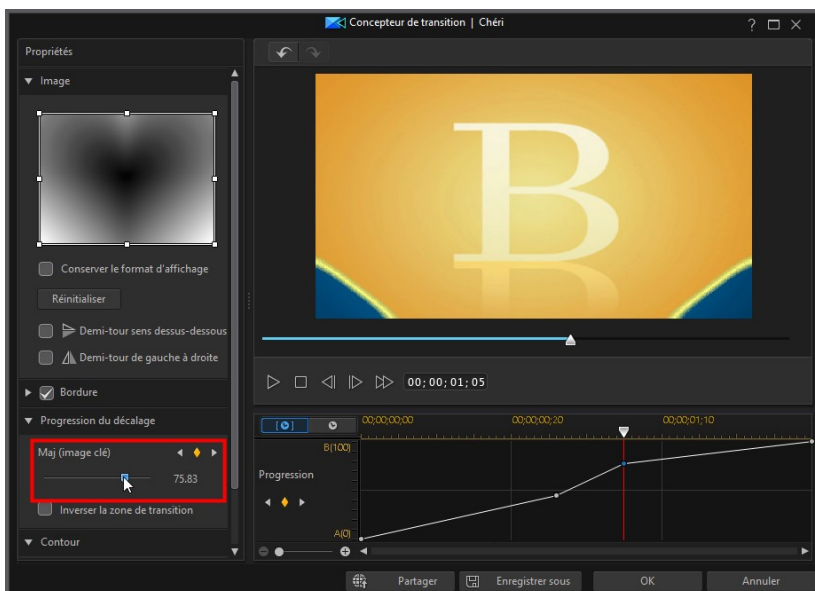 Concepteur de transition | Chéri
?
Propriétés
Image
Conserver le format d'affichage
Réinitialiser
Demi-tour sens dessus-dessous
Demi-tour de gauche à droite
Bordure
Progression du décalage
Maj (image clé)
75.83
Inverser la zone de transition
Contour
B
00;00;01;05
00;00;00;00
00;00;00;20
00;00;01;10
B(100)
Progression
A(0)
Partager
Enregistrer sous
OK
Annuler